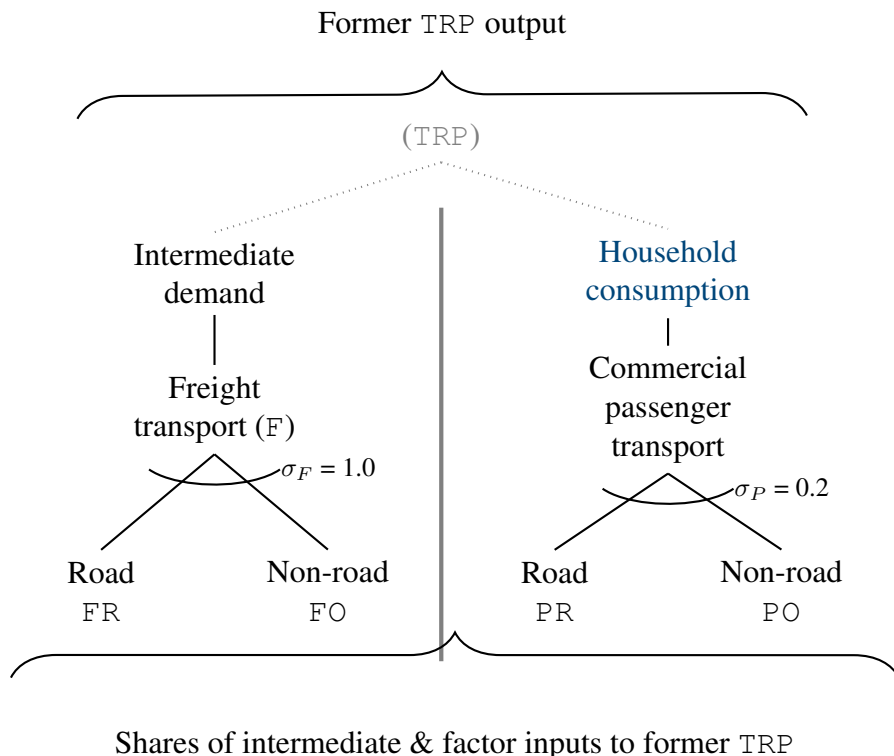 Former TRP output
(TRP)
Intermediate
demand
Freight
transport (F)
σF = 1.0
Road
FR
Non-road
FO
Household
consumption
Commercial
passenger
transport
σP = 0.2
Road
PR
Non-road
PO
Shares of intermediate & factor inputs to former TRP